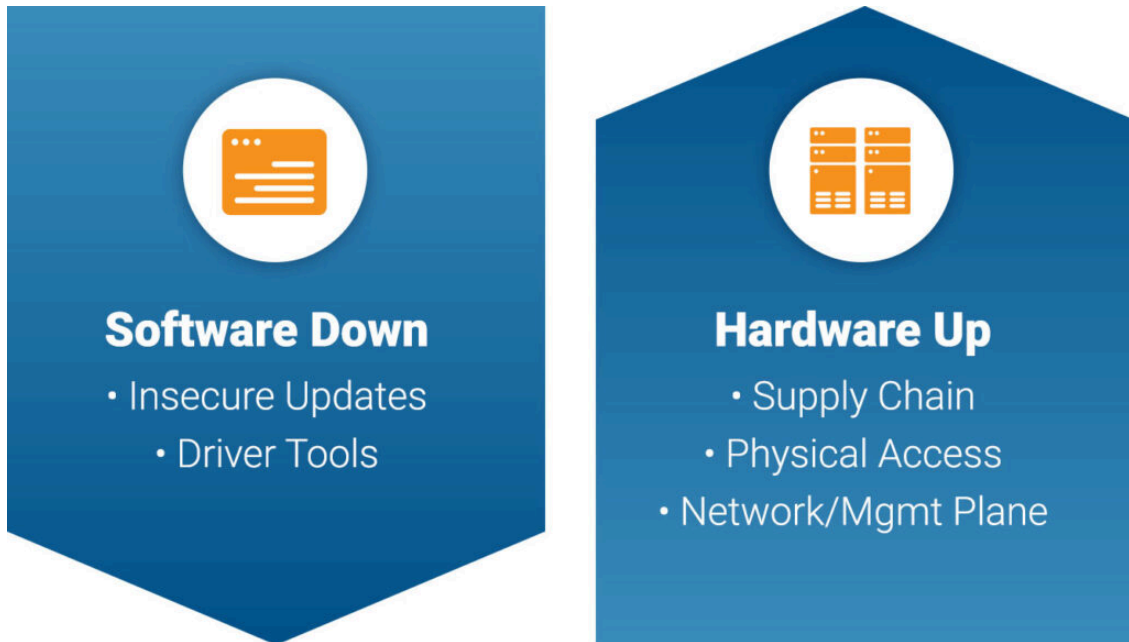 Software Down
• Insecure Updates
• Driver Tools
Hardware Up
• Supply Chain
• Physical Access
• Network/Mgmt Plane